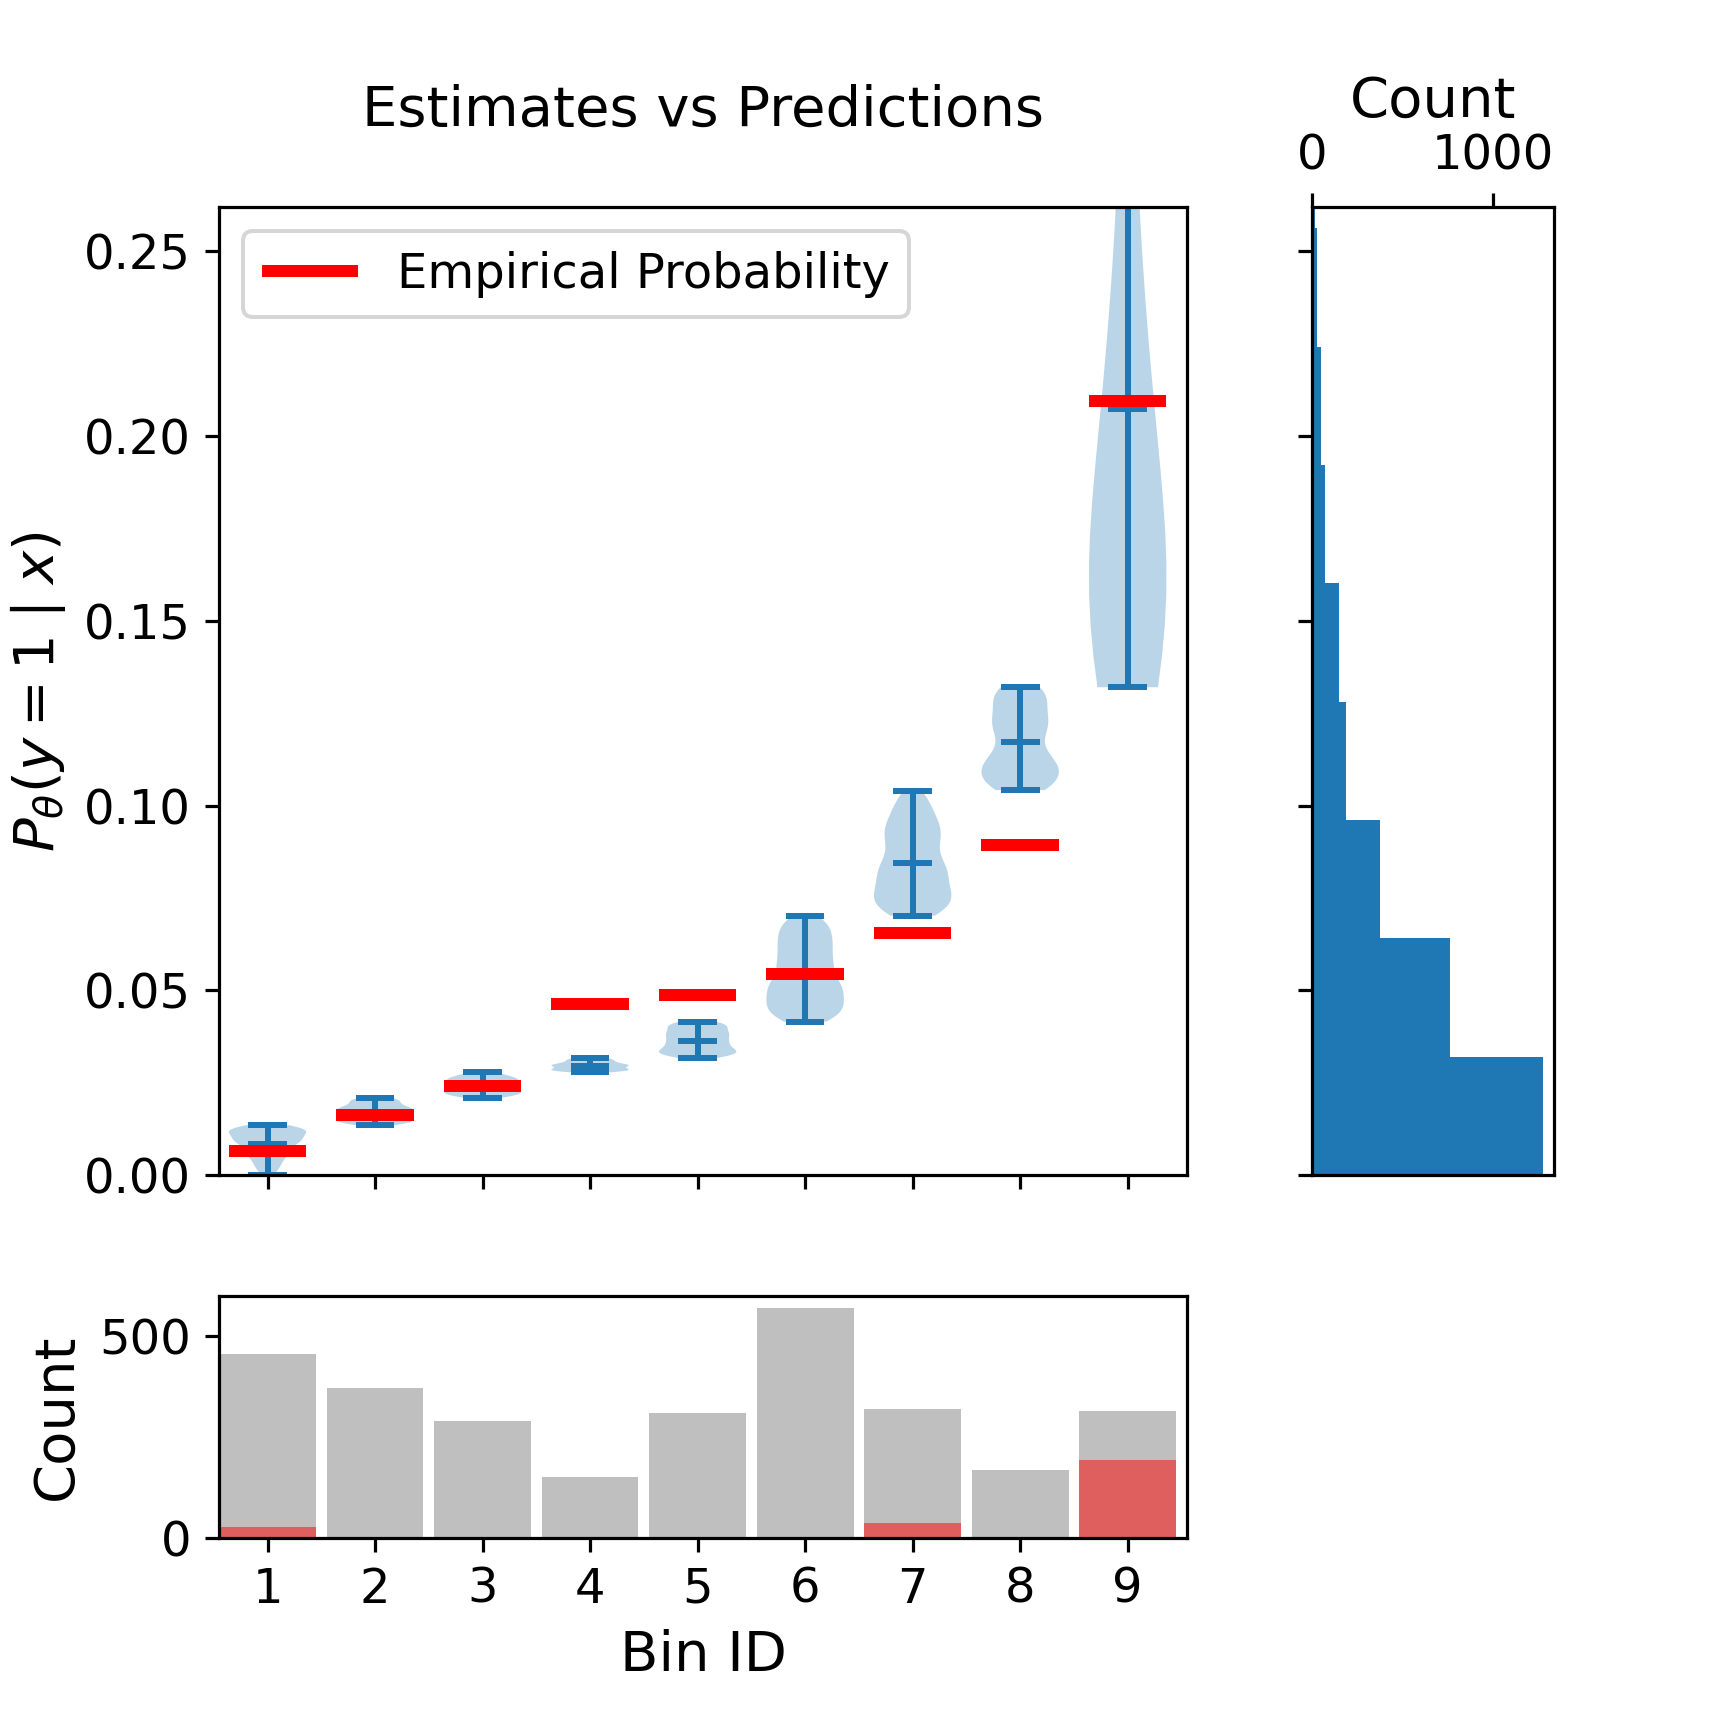 Estimates vs Predictions
Count
0 1000
Empirical Probability
0.25
0.20
0.15
0.10
0.05
0.00
P_θ(y = 1 | x)
500
0
Count
1 2 3 4 5 6 7 8 9
Bin ID